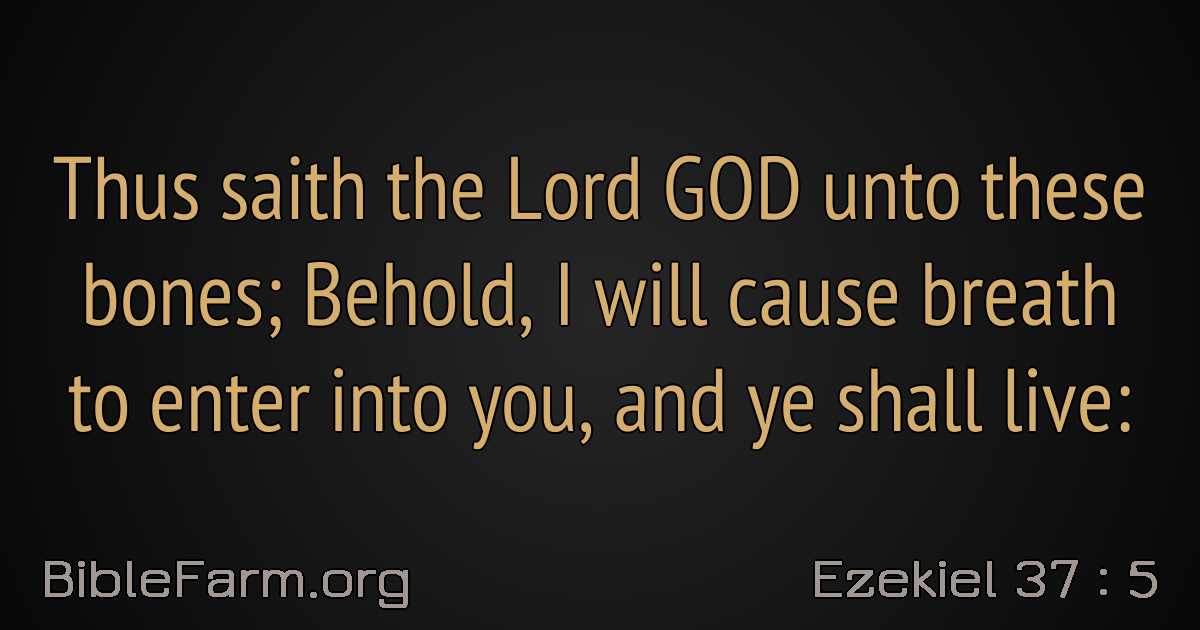 Thus saith the Lord GOD unto these
bones; Behold, I will cause breath
to enter into you, and ye shall live:
BibleFarm.org
Ezekiel 37 : 5